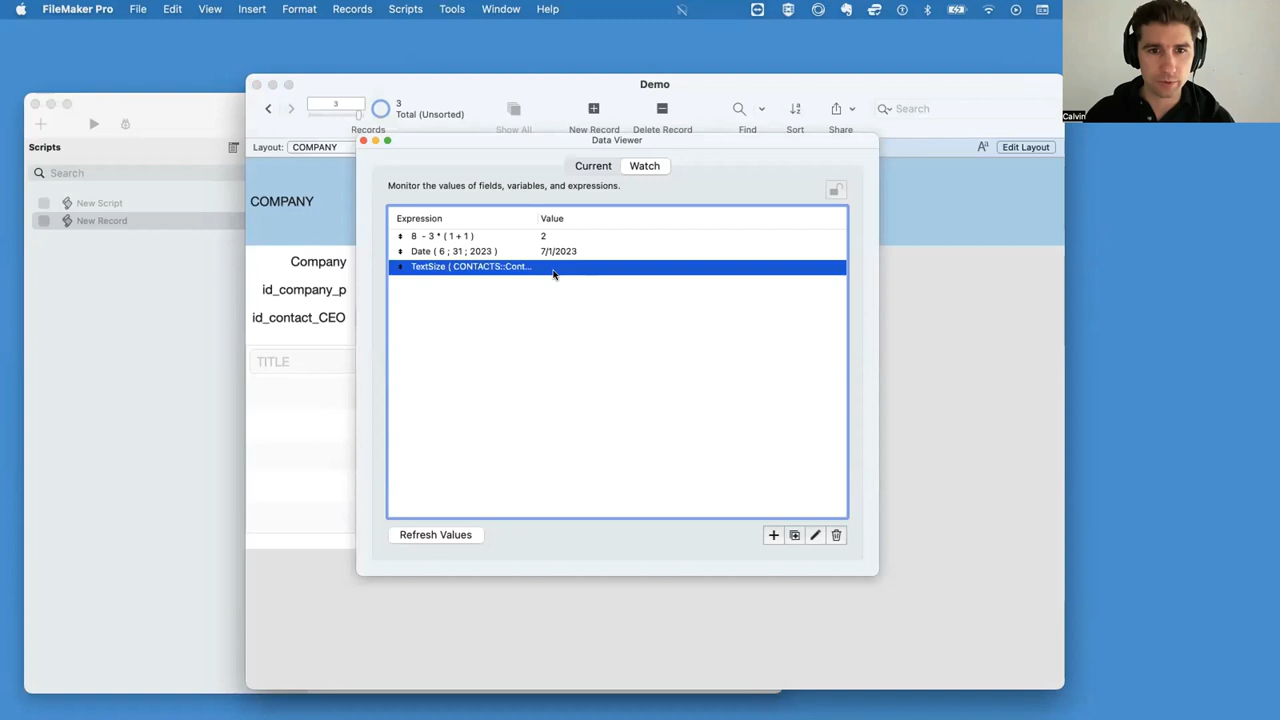 FileMaker Pro File Edit View Insert Format Records Scripts Tools Window Help
Calvin
Demo
3
3
Total (Unsorted)
Records
Show All
New Record
Delete Record
Find
Sort
Share
Search
Layout: COMPANY
Edit Layout
Scripts
Search
New Script
New Record
COMPANY
Company
id_company_p
id_contact_CEO
TITLE
Data Viewer
Current
Watch
Monitor the values of fields, variables, and expressions.
Expression Value
8 - 3 * ( 1 + 1 ) 2
Date ( 6 ; 31 ; 2023 ) 7/1/2023
TextSize ( CONTACTS::Cont...
Refresh Values